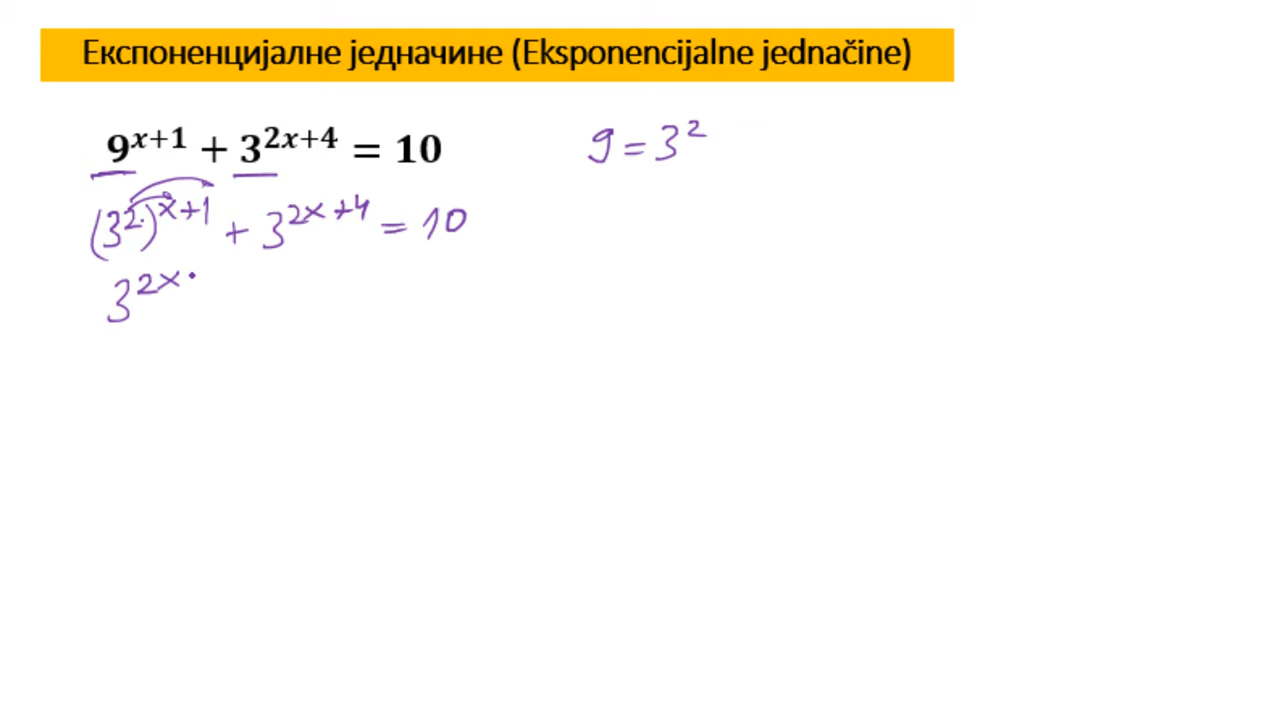 Експоненцијалне једначине (Eksponencijalne jednačine)
9^{x+1} + 3^{2x+4} = 10
9 = 3^2
(3^{2·})^{x+1} + 3^{2x+4} = 10
3^{2x ·}